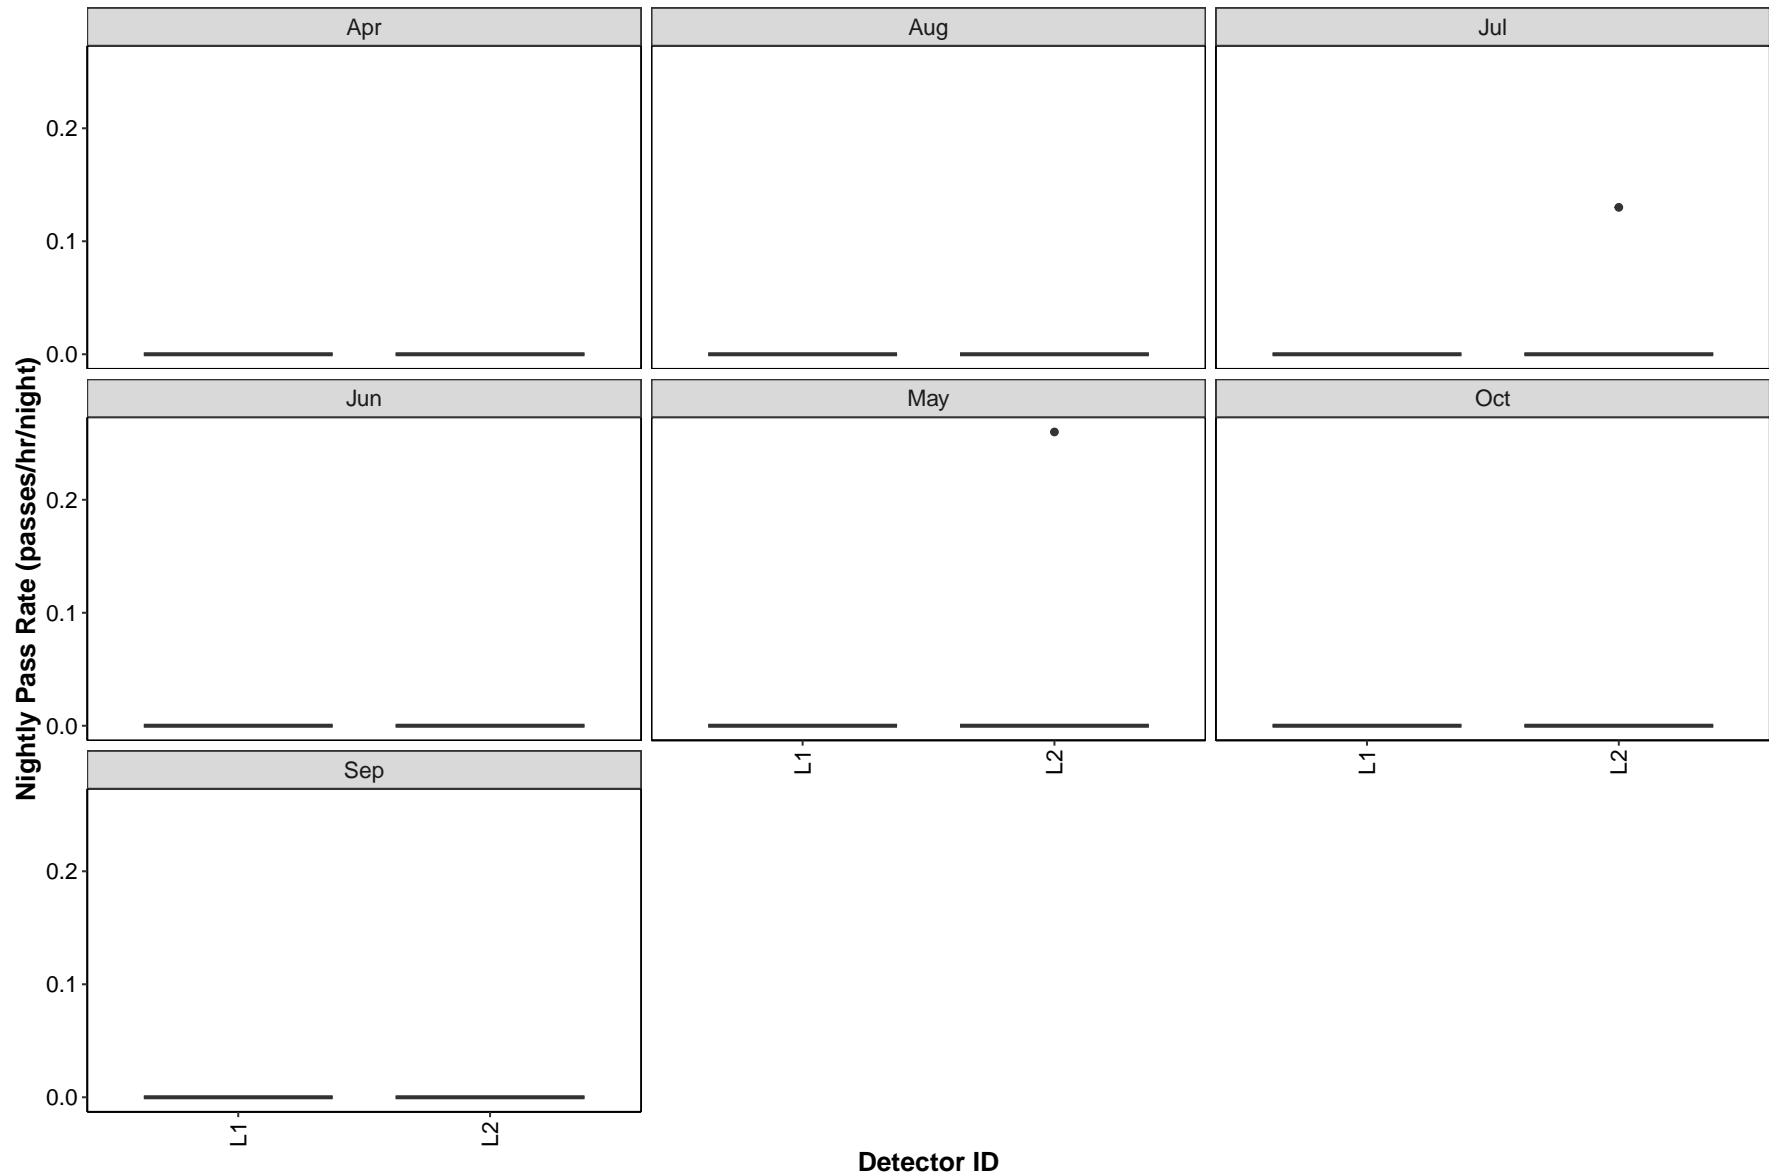 Apr
Aug
Jul
0.2
0.1
0.0
Jun
May
Oct
0.2
0.1
0.0
L1
L2
L1
L2
Sep
0.2
0.1
0.0
L1
L2
Nightly Pass Rate (passes/hr/night)
Detector ID